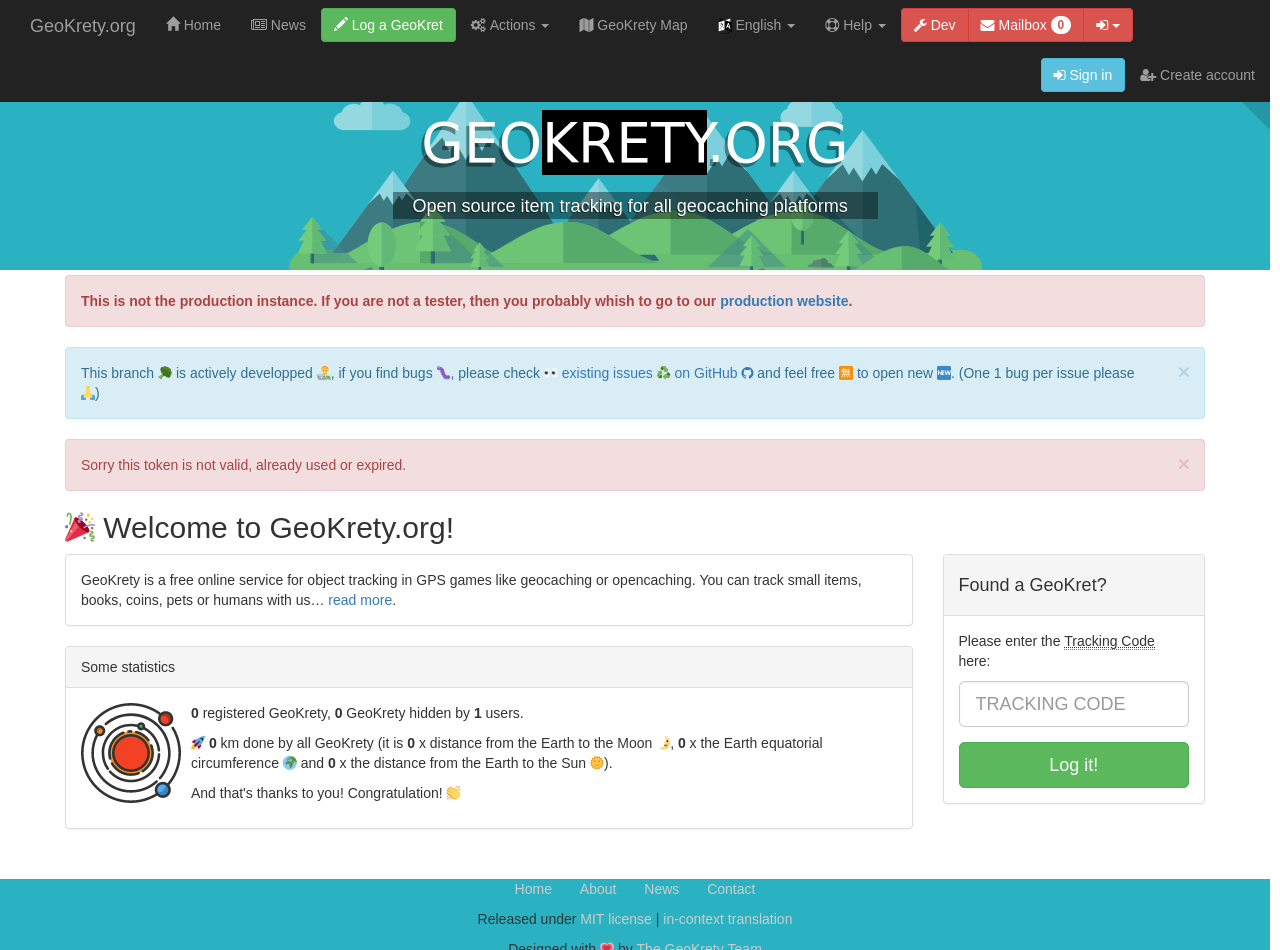 GeoKrety.org Home News Log a GeoKret Actions GeoKrety Map English Help Dev Mailbox 0
Sign in Create account
GEOKRETY.ORG
Open source item tracking for all geocaching platforms
This is not the production instance. If you are not a tester, then you probably whish to go to our production website.
This branch 🌳 is actively developped 👨‍🔬, if you find bugs 🐛, please check 👀 existing issues ♻ on GitHub and feel free 🈚 to open new 🆕. (One 1 bug per issue please
🙏)
×
Sorry this token is not valid, already used or expired.
×
🎉 Welcome to GeoKrety.org!
GeoKrety is a free online service for object tracking in GPS games like geocaching or opencaching. You can track small items,
books, coins, pets or humans with us… read more.
Some statistics
0 registered GeoKrety, 0 GeoKrety hidden by 1 users.
🚀 0 km done by all GeoKrety (it is 0 x distance from the Earth to the Moon 🌛, 0 x the Earth equatorial
circumference 🌍 and 0 x the distance from the Earth to the Sun 🌞).
And that's thanks to you! Congratulation! 👏
Found a GeoKret?
Please enter the Tracking Code
here:
TRACKING CODE
Log it!
Home About News Contact
Released under MIT license | in-context translation
Designed with 💗 by The GeoKrety Team